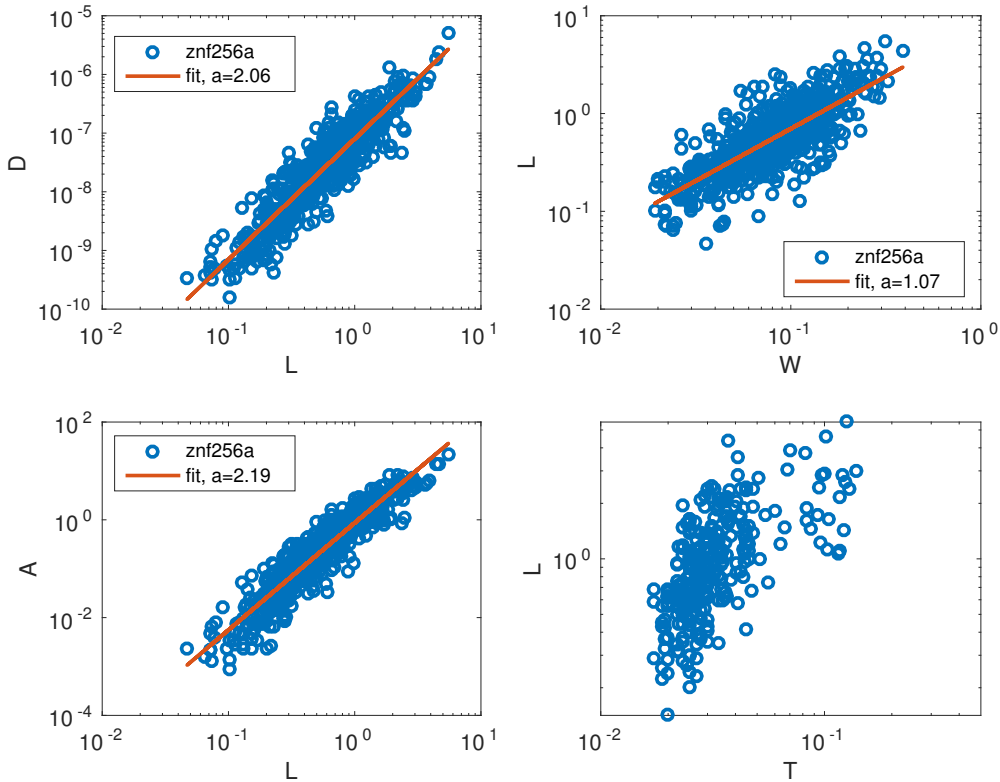 10^-5
10^-6
10^-7
10^-8
10^-9
10^-10
D
znf256a
fit, a=2.06
10^-2 10^-1 10^0 10^1
L
10^1
10^0
10^-1
10^-2
L
znf256a
fit, a=1.07
10^-2 10^-1 10^0
W
10^2
10^0
10^-2
10^-4
A
znf256a
fit, a=2.19
10^-2 10^-1 10^0 10^1
L
10^0
L
10^-2 10^-1
T